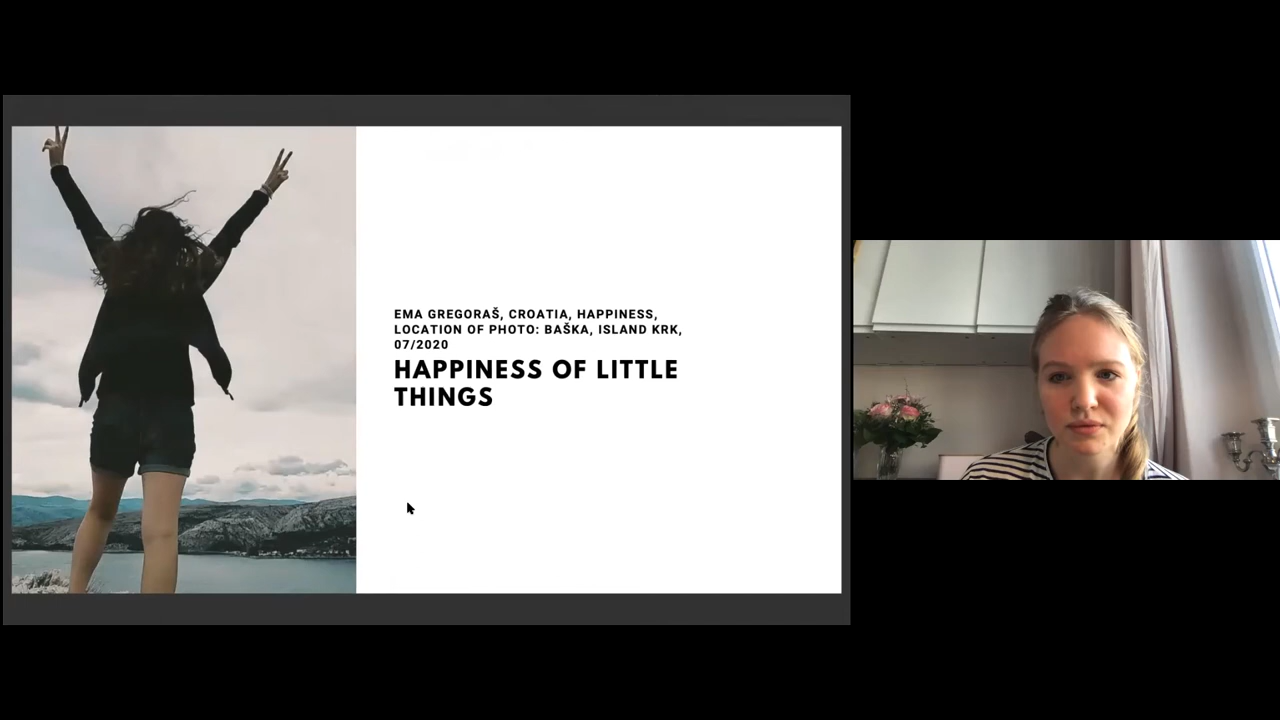 EMA GREGORAŠ, CROATIA, HAPPINESS,
LOCATION OF PHOTO: BAŠKA, ISLAND KRK,
07/2020
HAPPINESS OF LITTLE
THINGS